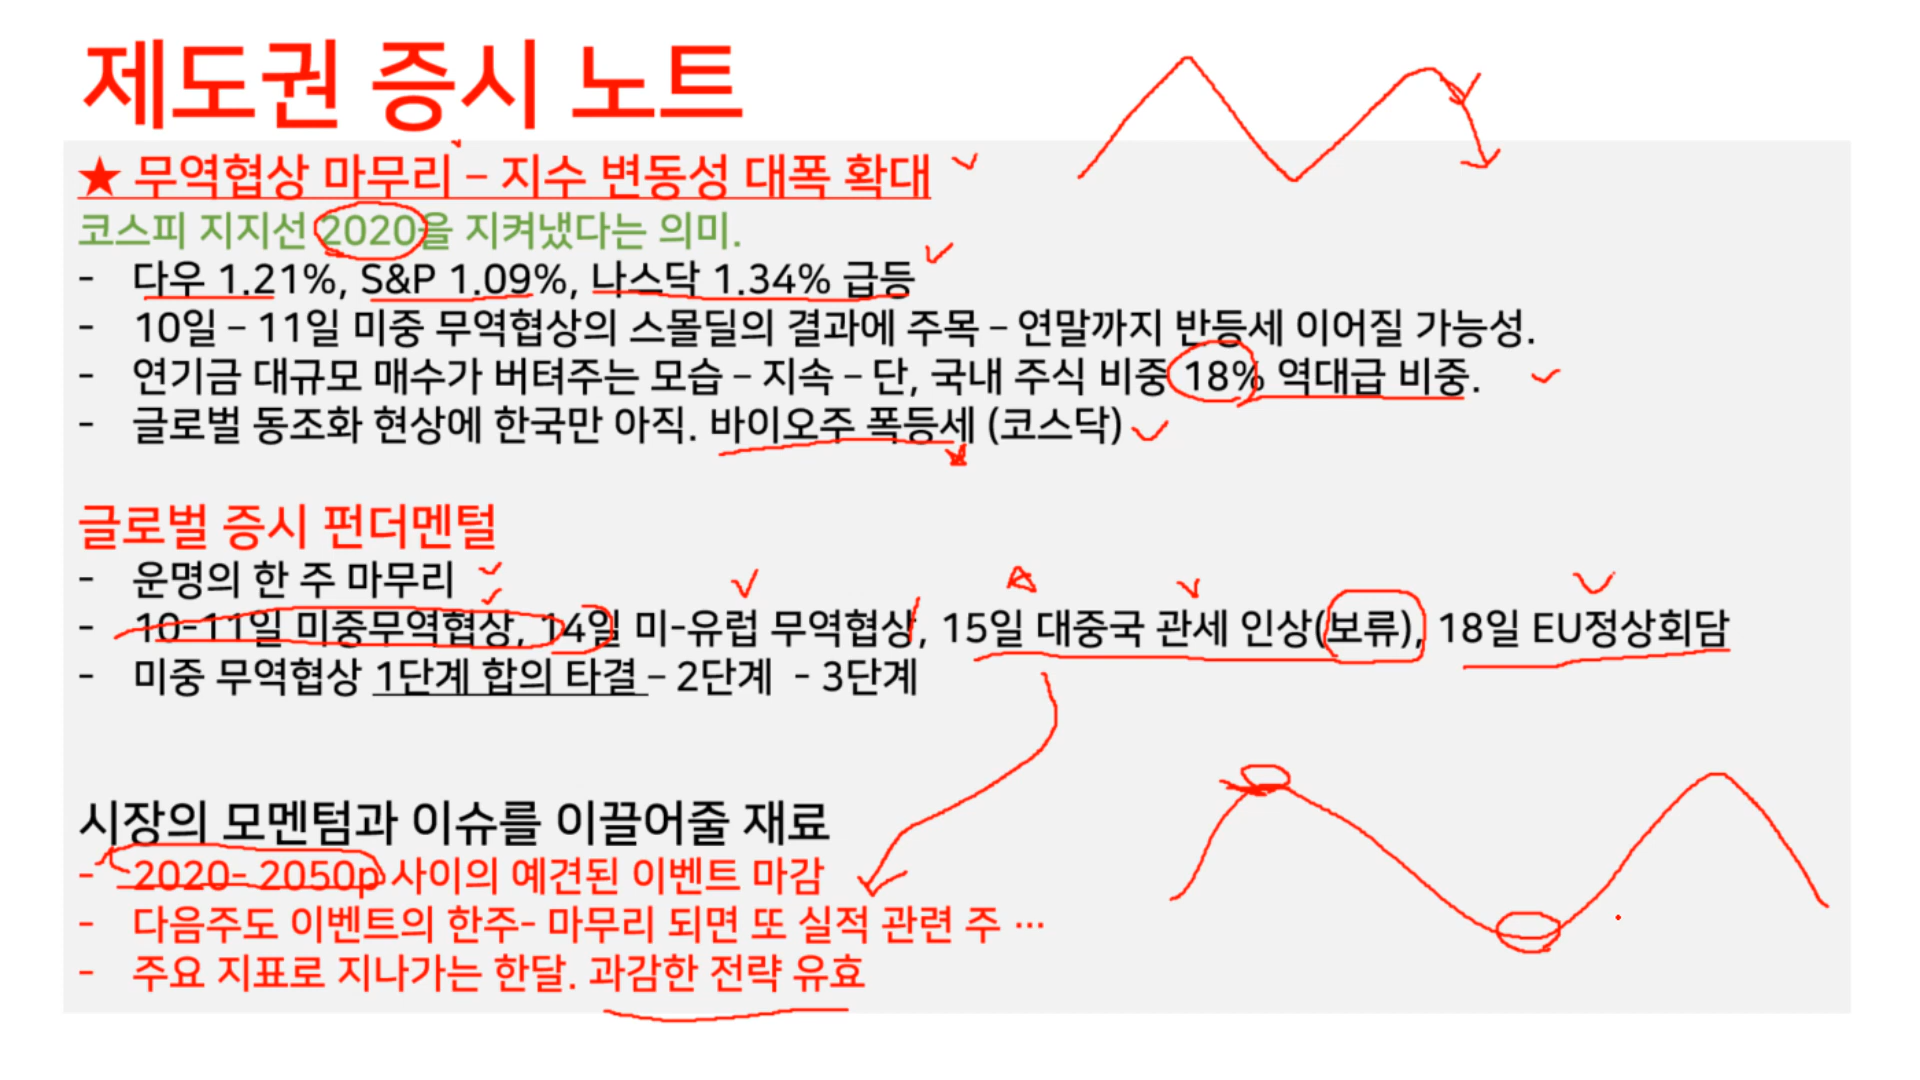 제도권 증시 노트
★ 무역협상 마무리 – 지수 변동성 대폭 확대
코스피 지지선 2020을 지켜냈다는 의미.
- 다우 1.21%, S&P 1.09%, 나스닥 1.34% 급등
- 10일 – 11일 미중 무역협상의 스몰딜의 결과에 주목 – 연말까지 반등세 이어질 가능성.
- 연기금 대규모 매수가 버텨주는 모습 – 지속 – 단, 국내 주식 비중 18% 역대급 비중.
- 글로벌 동조화 현상에 한국만 아직. 바이오주 폭등세 (코스닥)
글로벌 증시 펀더멘털
- 운명의 한 주 마무리
- 10-11일 미중무역협상, 14일 미-유럽 무역협상, 15일 대중국 관세 인상(보류), 18일 EU정상회담
- 미중 무역협상 1단계 합의 타결 – 2단계 - 3단계
시장의 모멘텀과 이슈를 이끌어줄 재료
- 2020- 2050p 사이의 예견된 이벤트 마감
- 다음주도 이벤트의 한주- 마무리 되면 또 실적 관련 주 ...
- 주요 지표로 지나가는 한달. 과감한 전략 유효